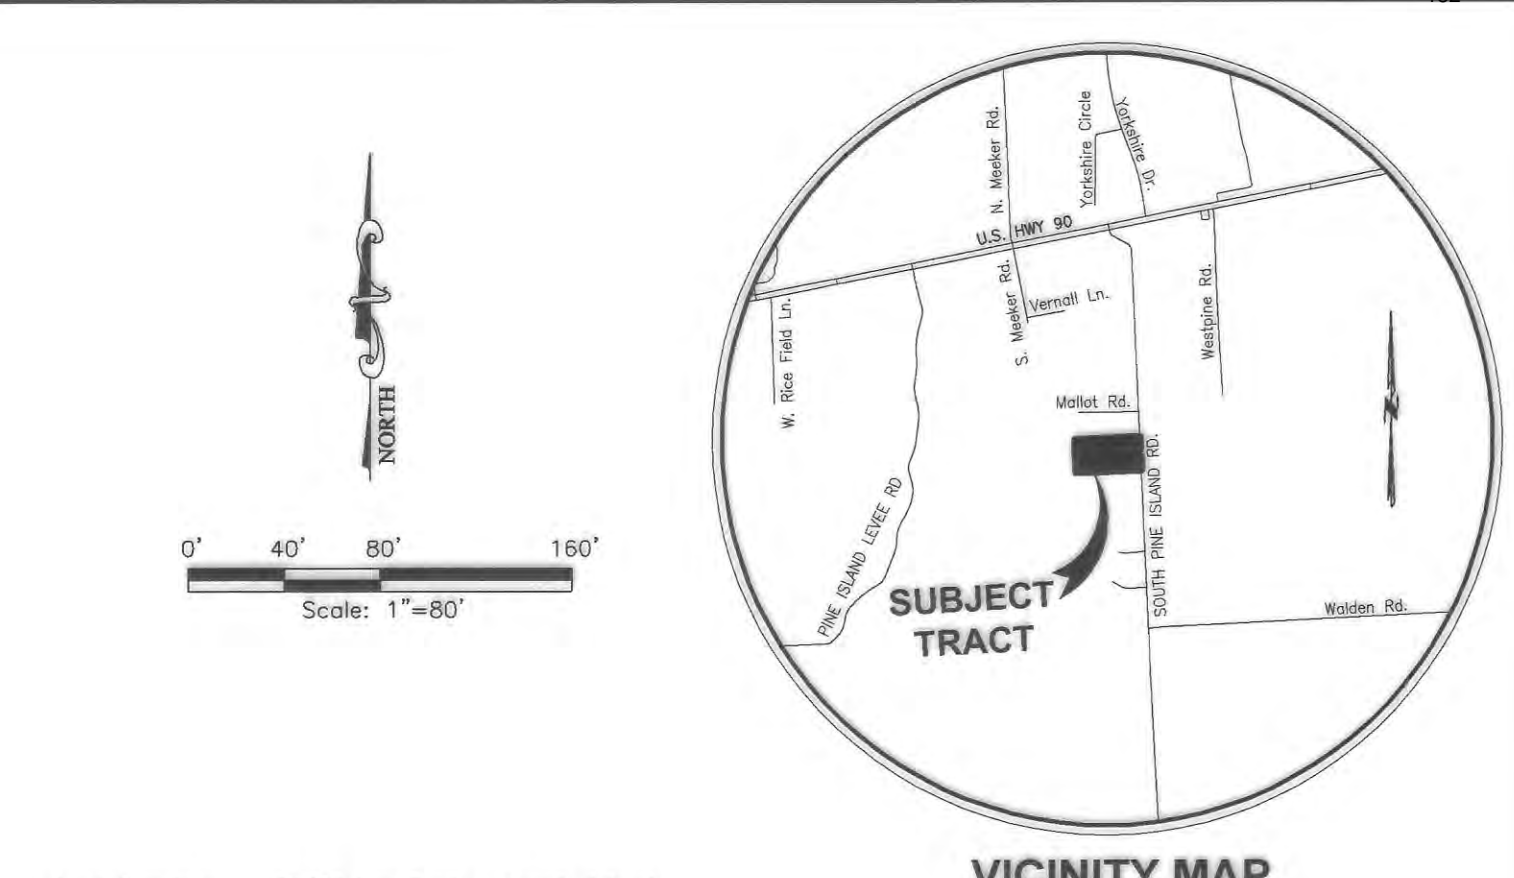 NORTH
0' 40' 80' 160'
Scale: 1"=80'
N. Meeker Rd.
Yorkshire Circle
Yorkshire Dr.
U.S. HWY 90
S. Meeker Rd.
Vernall Ln.
Westpine Rd.
W. Rice Field Ln.
Mallot Rd.
N
PINE ISLAND LEVEE RD
SOUTH PINE ISLAND RD.
SUBJECT
TRACT
Walden Rd.
VICINITY MAP